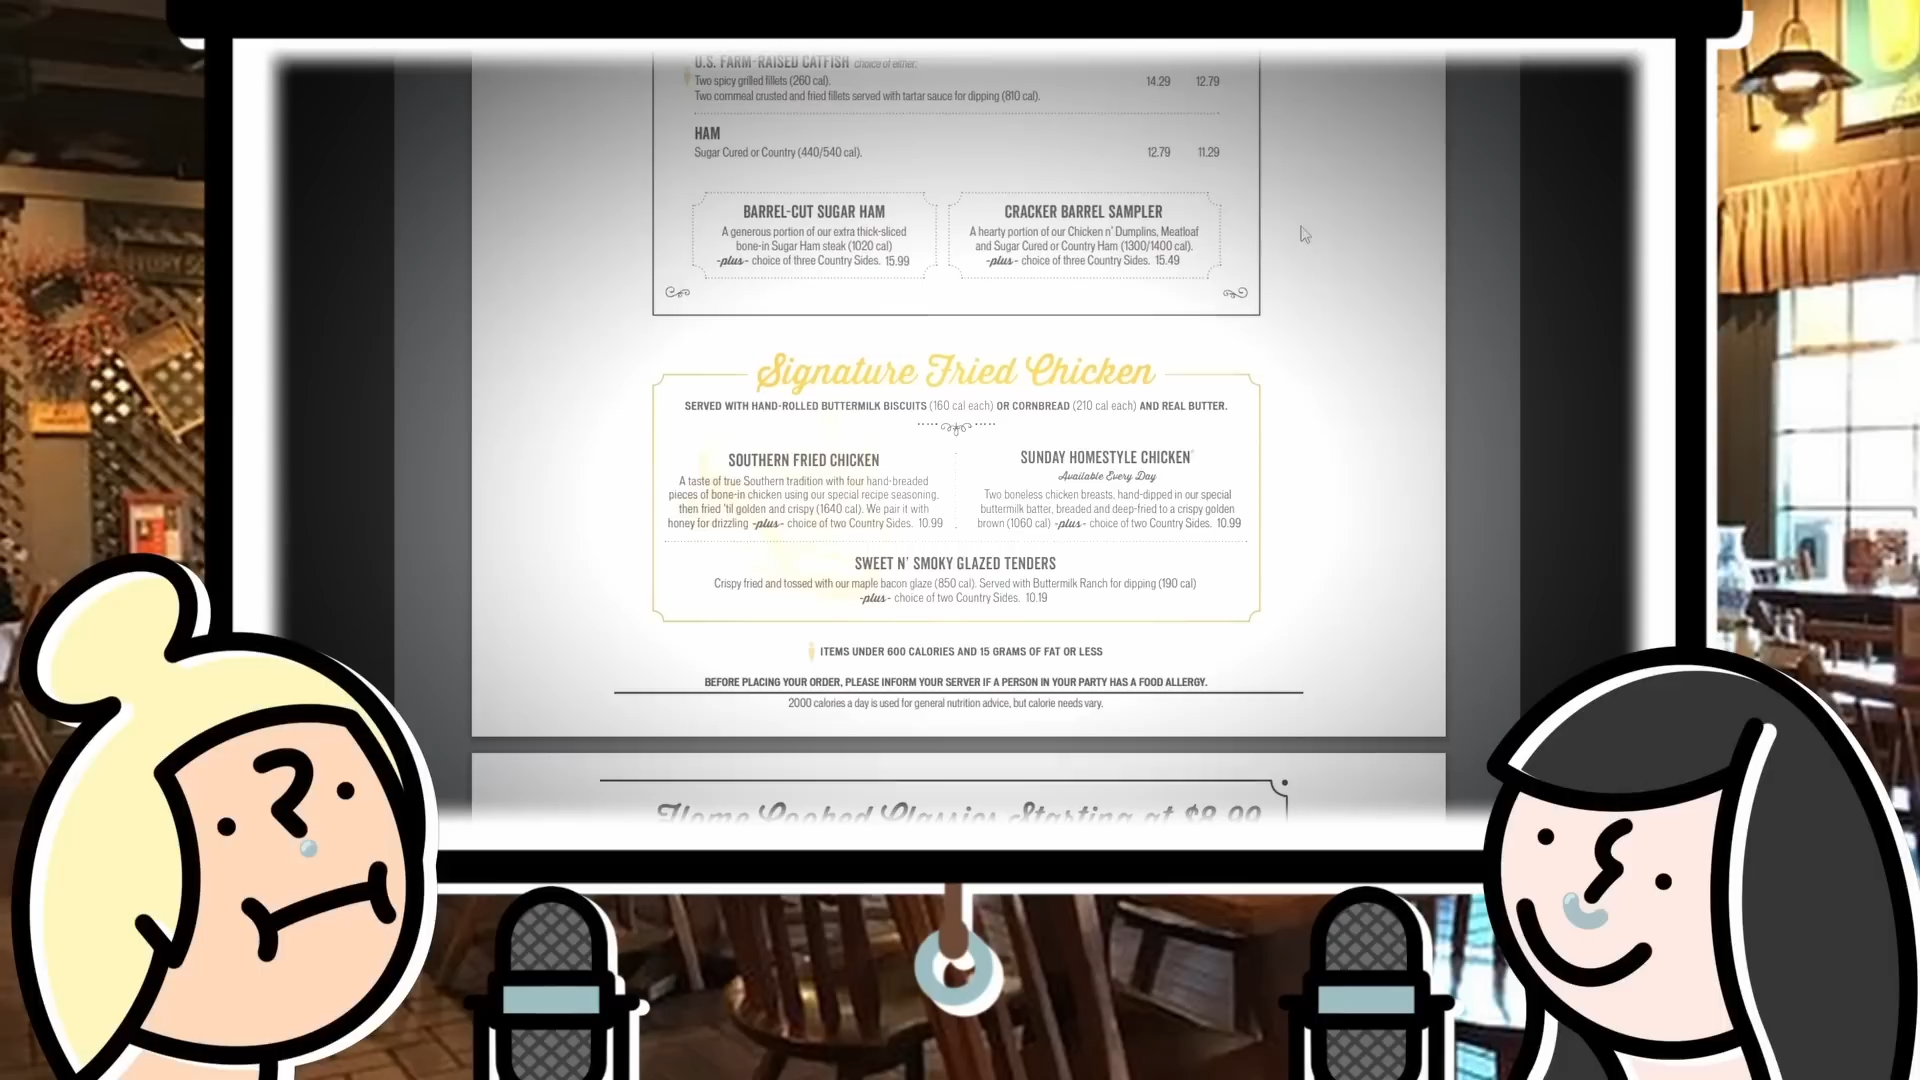 U.S. FARM-RAISED CATFISH choice of either:
Two spicy grilled fillets (260 cal). 14.29 12.79
Two cornmeal crusted and fried fillets served with tartar sauce for dipping (810 cal).
HAM
Sugar Cured or Country (440/540 cal). 12.79 11.29
BARREL-CUT SUGAR HAM
A generous portion of our extra thick-sliced
bone-in Sugar Ham steak (1020 cal)
-plus- choice of three Country Sides. 15.99
CRACKER BARREL SAMPLER
A hearty portion of our Chicken n' Dumplins, Meatloaf
and Sugar Cured or Country Ham (1300/1400 cal).
-plus- choice of three Country Sides. 15.49
Signature Fried Chicken
SERVED WITH HAND-ROLLED BUTTERMILK BISCUITS (160 cal each) OR CORNBREAD (210 cal each) AND REAL BUTTER.
SOUTHERN FRIED CHICKEN
A taste of true Southern tradition with four hand-breaded
pieces of bone-in chicken using our special recipe seasoning,
then fried 'til golden and crispy (1640 cal). We pair it with
honey for drizzling -plus- choice of two Country Sides. 10.99
SUNDAY HOMESTYLE CHICKEN
Available Every Day
Two boneless chicken breasts, hand-dipped in our special
buttermilk batter, breaded and deep-fried to a crispy golden
brown (1060 cal) -plus- choice of two Country Sides. 10.99
SWEET N' SMOKY GLAZED TENDERS
Crispy fried and tossed with our maple bacon glaze (850 cal). Served with Buttermilk Ranch for dipping (190 cal)
-plus- choice of two Country Sides. 10.19
ITEMS UNDER 600 CALORIES AND 15 GRAMS OF FAT OR LESS
BEFORE PLACING YOUR ORDER, PLEASE INFORM YOUR SERVER IF A PERSON IN YOUR PARTY HAS A FOOD ALLERGY.
2000 calories a day is used for general nutrition advice, but calorie needs vary.
Home Cooked Classics Starting at $8.99